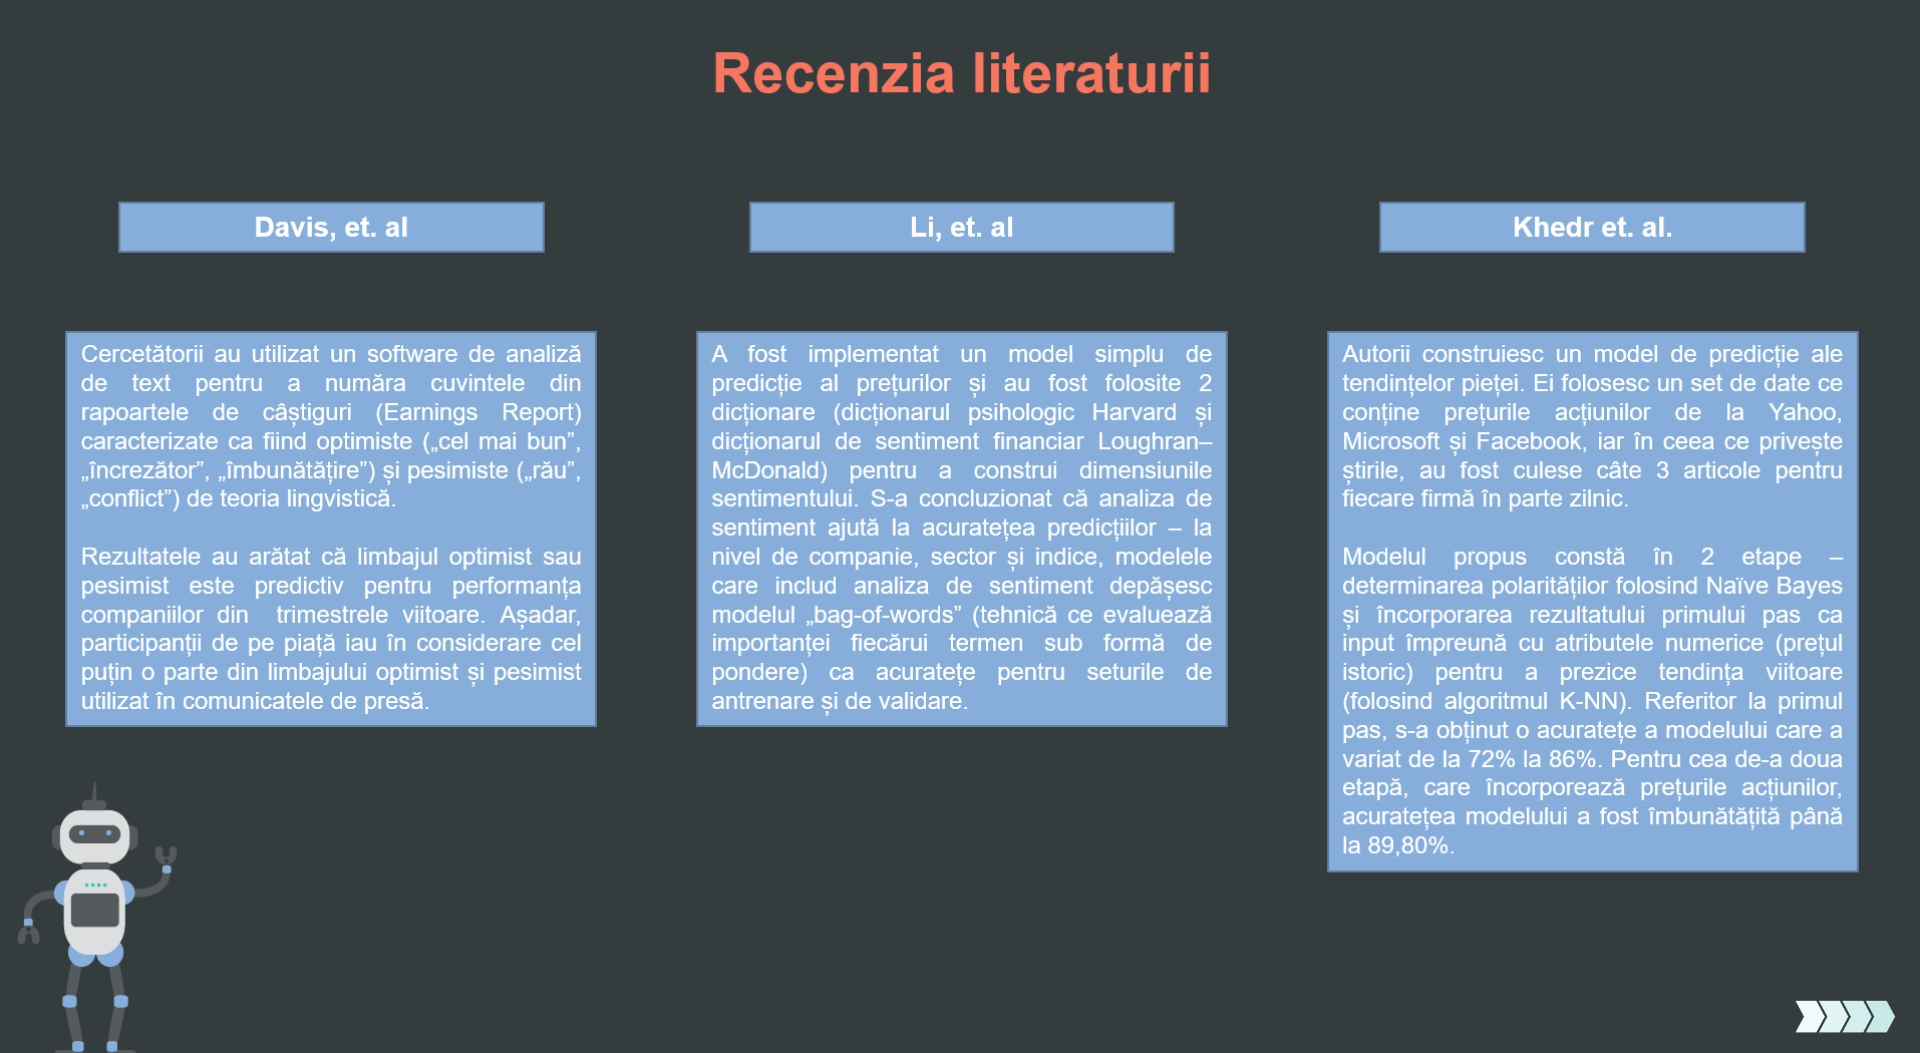 Recenzia literaturii
Davis, et. al
Cercetătorii au utilizat un software de analiză
de text pentru a număra cuvintele din
rapoartele de câștiguri (Earnings Report)
caracterizate ca fiind optimiste („cel mai bun”,
„încrezător”, „îmbunătățire”) și pesimiste („rău”,
„conflict”) de teoria lingvistică.
Rezultatele au arătat că limbajul optimist sau
pesimist este predictiv pentru performanța
companiilor din trimestrele viitoare. Așadar,
participanții de pe piață iau în considerare cel
puțin o parte din limbajului optimist și pesimist
utilizat în comunicatele de presă.
Li, et. al
A fost implementat un model simplu de
predicție al prețurilor și au fost folosite 2
dicționare (dicționarul psihologic Harvard și
dicționarul de sentiment financiar Loughran–
McDonald) pentru a construi dimensiunile
sentimentului. S-a concluzionat că analiza de
sentiment ajută la acuratețea predicțiilor – la
nivel de companie, sector și indice, modelele
care includ analiza de sentiment depășesc
modelul „bag-of-words” (tehnică ce evaluează
importanței fiecărui termen sub formă de
pondere) ca acuratețe pentru seturile de
antrenare și de validare.
Khedr et. al.
Autorii construiesc un model de predicție ale
tendințelor pieței. Ei folosesc un set de date ce
conține prețurile acțiunilor de la Yahoo,
Microsoft și Facebook, iar în ceea ce privește
știrile, au fost culese câte 3 articole pentru
fiecare firmă în parte zilnic.
Modelul propus constă în 2 etape –
determinarea polarităților folosind Naïve Bayes
și încorporarea rezultatului primului pas ca
input împreună cu atributele numerice (prețul
istoric) pentru a prezice tendința viitoare
(folosind algoritmul K-NN). Referitor la primul
pas, s-a obținut o acuratețe a modelului care a
variat de la 72% la 86%. Pentru cea de-a doua
etapă, care încorporează prețurile acțiunilor,
acuratețea modelului a fost îmbunătățită până
la 89,80%.